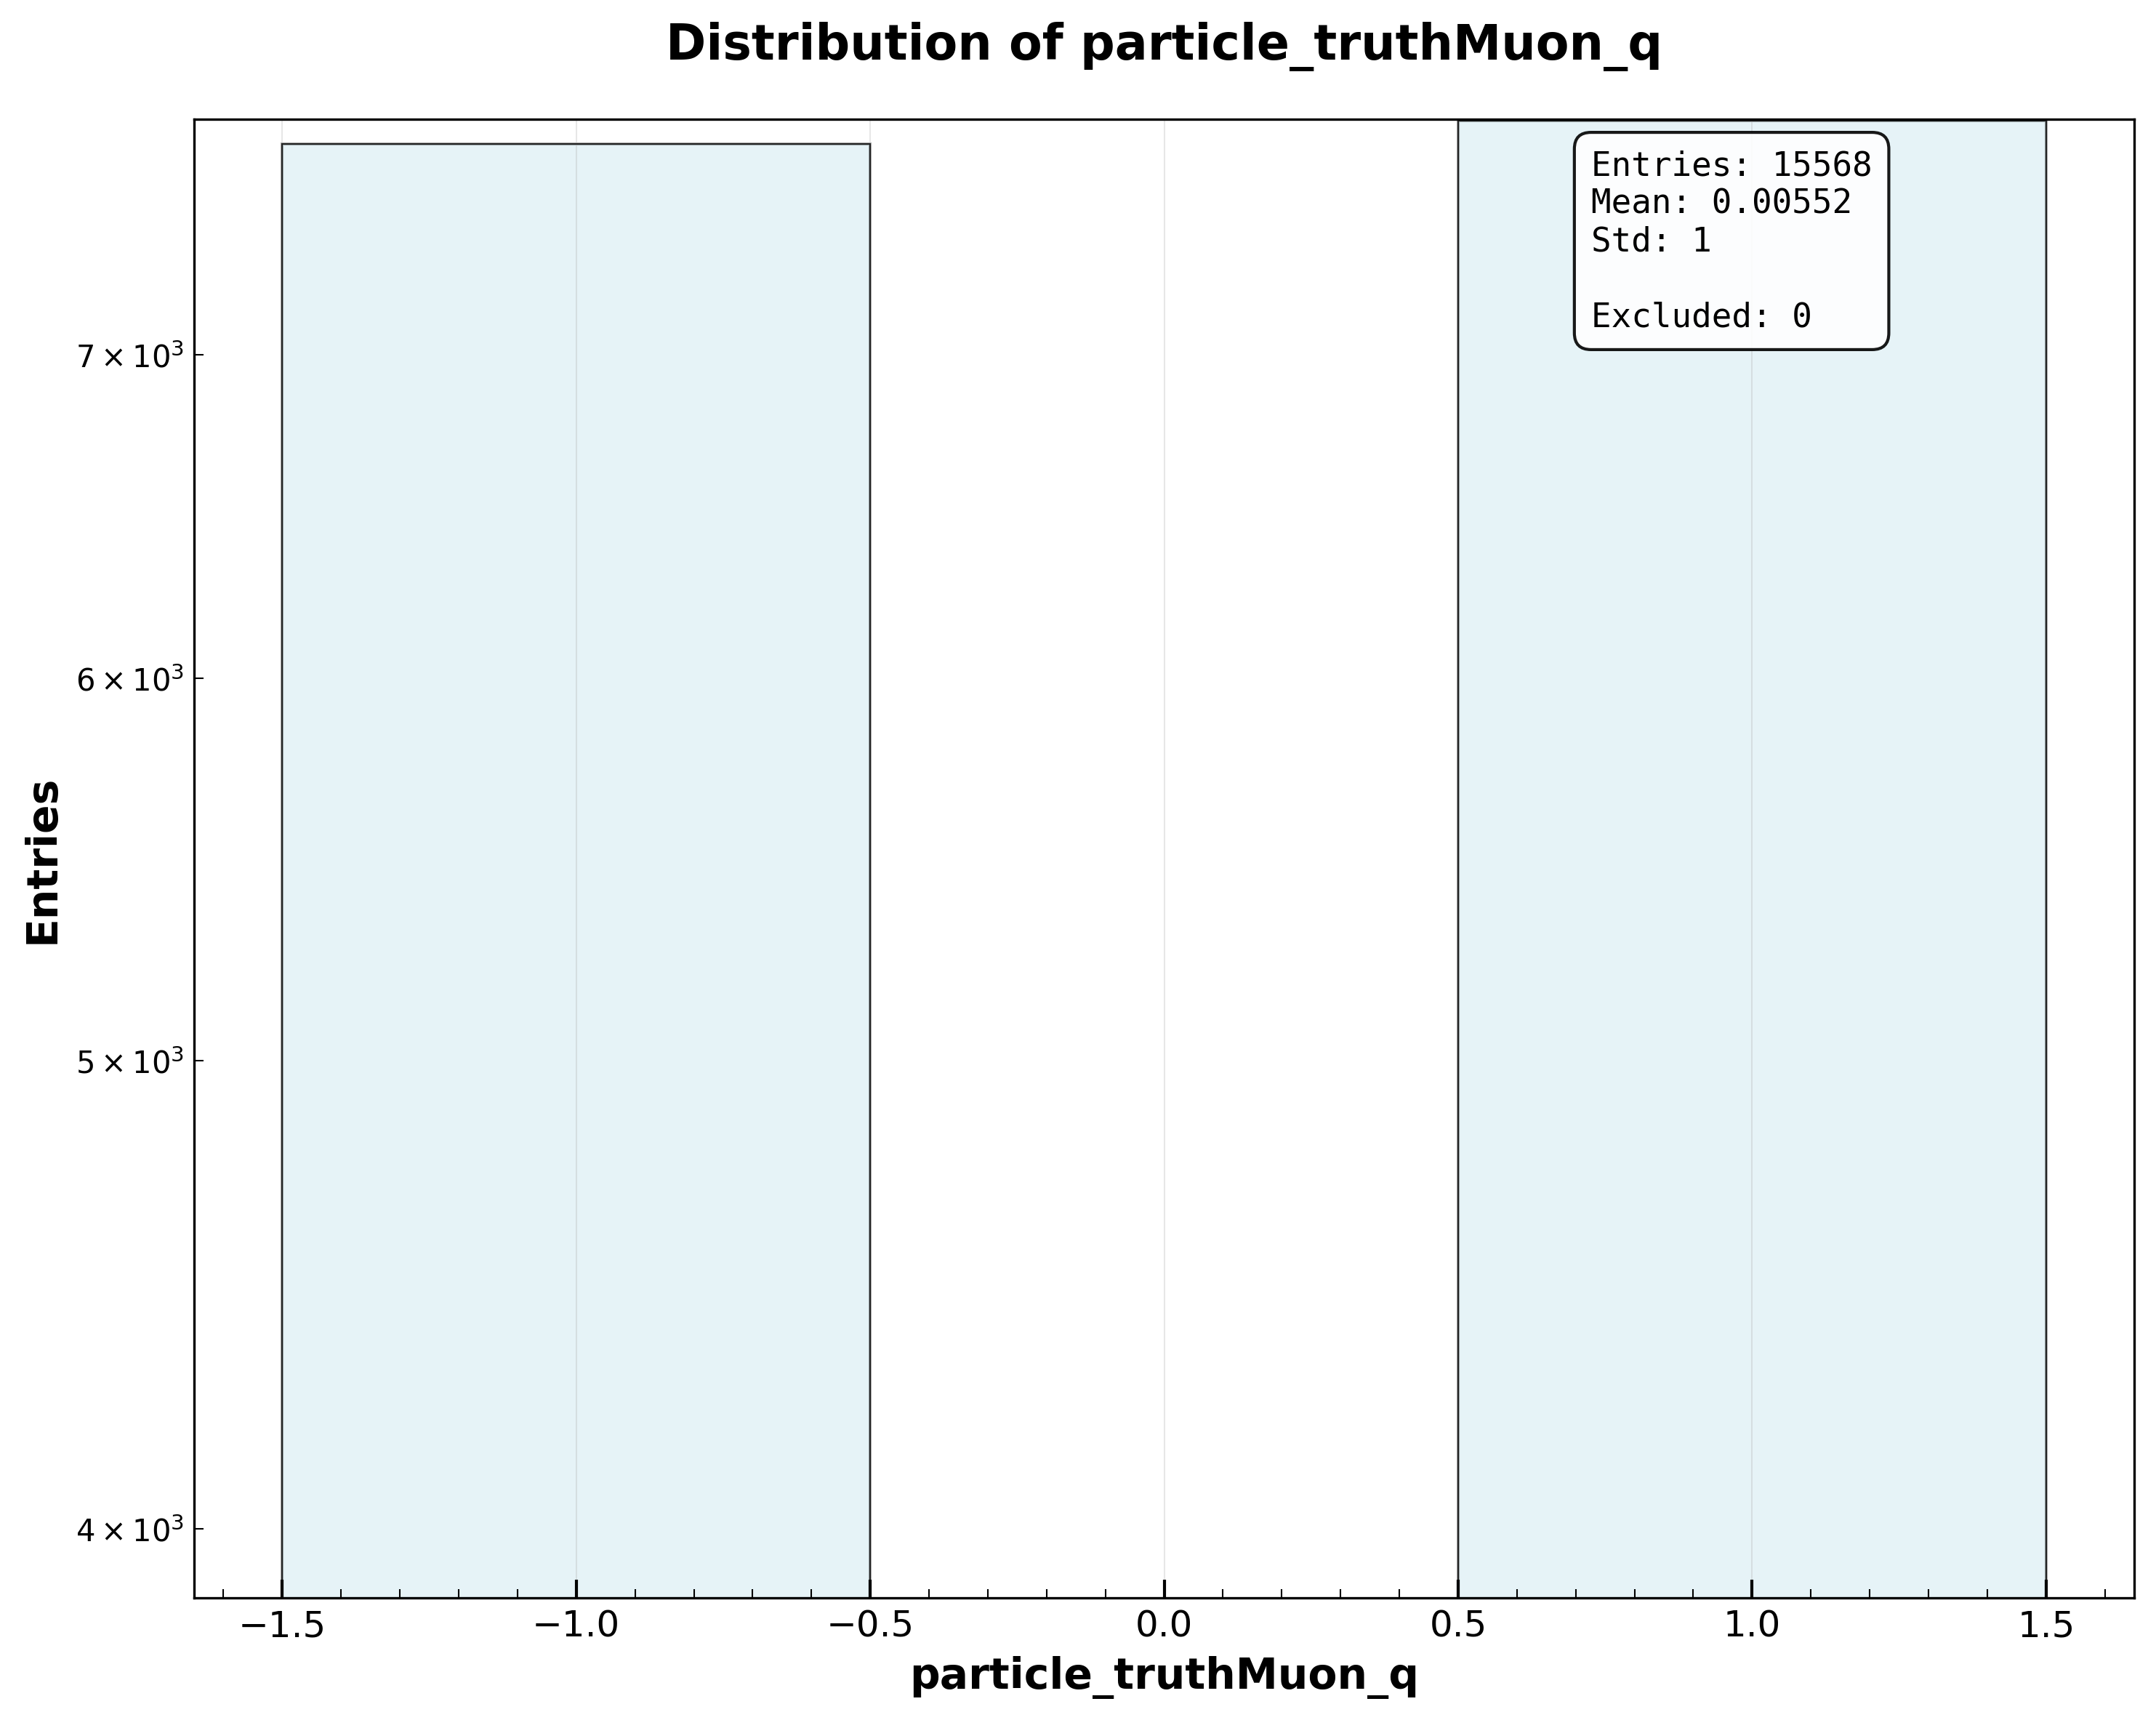 Distribution of particle_truthMuon_q
Entries: 15568
Mean: 0.00552
Std: 1
Excluded: 0
7×10³
6×10³
5×10³
4×10³
Entries
−1.5 −1.0 −0.5 0.0 0.5 1.0 1.5
particle_truthMuon_q